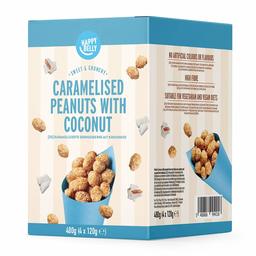 HAPPY
BELLY
SWEET & CRUNCHY
CARAMELISED
PEANUTS WITH
COCONUT
480g (4 x 120g)
NO ARTIFICIAL COLOURS OR FLAVOURS
HIGH FIBRE
SUITABLE FOR VEGETARIAN AND VEGAN DIETS
480g (4 x 120g)